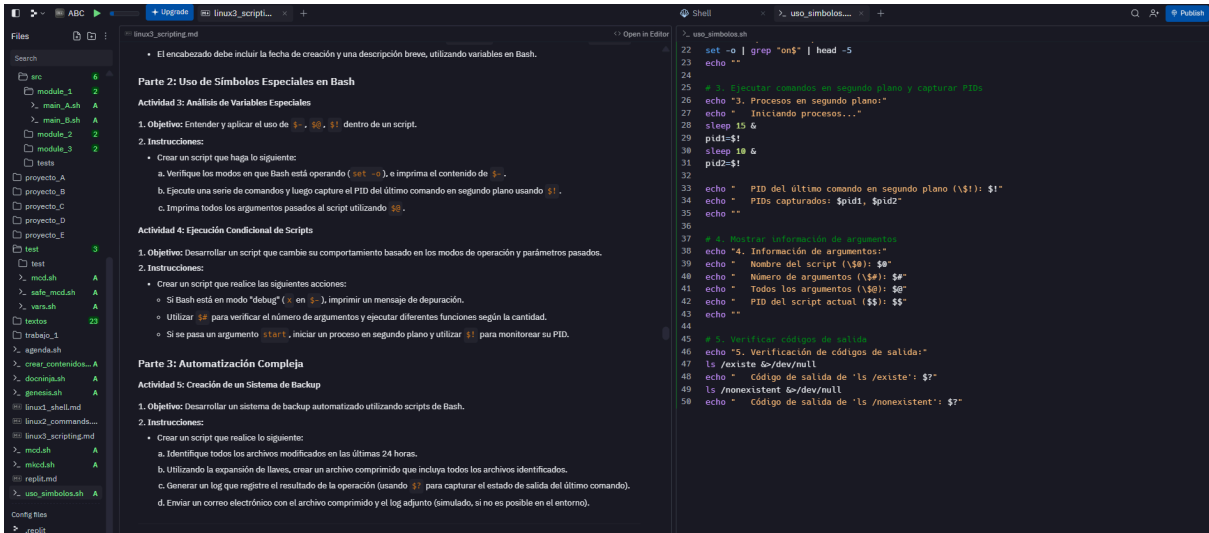 ABC
Upgrade
linux3_scripti...
Shell
uso_simbolos....
Publish
Files
Search
src 6
module_1 2
main_A.sh A
main_B.sh A
module_2 2
module_3 2
tests
proyecto_A
proyecto_B
proyecto_C
proyecto_D
proyecto_E
test 3
test
mcd.sh A
safe_mcd.sh A
vars.sh A
textos 23
trabajo_1
agenda.sh
crear_contenidos... A
docninja.sh A
genesis.sh A
linux1_shell.md
linux2_commands....
linux3_scripting.md
mcd.sh A
mkcd.sh A
replit.md
uso_simbolos.sh A
Config files
.replit
linux3_scripting.md
Open in Editor
• El encabezado debe incluir la fecha de creación y una descripción breve, utilizando variables en Bash.
Parte 2: Uso de Símbolos Especiales en Bash
Actividad 3: Análisis de Variables Especiales
1. Objetivo: Entender y aplicar el uso de $-, $@, $! dentro de un script.
2. Instrucciones:
• Crear un script que haga lo siguiente:
a. Verifique los modos en que Bash está operando ( set -o ), e imprima el contenido de $-.
b. Ejecute una serie de comandos y luego capture el PID del último comando en segundo plano usando $!.
c. Imprima todos los argumentos pasados al script utilizando $@.
Actividad 4: Ejecución Condicional de Scripts
1. Objetivo: Desarrollar un script que cambie su comportamiento basado en los modos de operación y parámetros pasados.
2. Instrucciones:
• Crear un script que realice las siguientes acciones:
Si Bash está en modo "debug" ( x en $- ), imprimir un mensaje de depuración.
Utilizar $# para verificar el número de argumentos y ejecutar diferentes funciones según la cantidad.
Si se pasa un argumento start, iniciar un proceso en segundo plano y utilizar $! para monitorear su PID.
Parte 3: Automatización Compleja
Actividad 5: Creación de un Sistema de Backup
1. Objetivo: Desarrollar un sistema de backup automatizado utilizando scripts de Bash.
2. Instrucciones:
• Crear un script que realice lo siguiente:
a. Identifique todos los archivos modificados en las últimas 24 horas.
b. Utilizando la expansión de llaves, crear un archivo comprimido que incluya todos los archivos identificados.
c. Generar un log que registre el resultado de la operación (usando $? para capturar el estado de salida del último comando).
d. Enviar un correo electrónico con el archivo comprimido y el log adjunto (simulado, si no es posible en el entorno).
uso_simbolos.sh
22 set -o | grep "on$" | head -5
23 echo ""
24
25 # 3. Ejecutar comandos en segundo plano y capturar PIDs
26 echo "3. Procesos en segundo plano:"
27 echo "   Iniciando procesos..."
28 sleep 15 &
29 pid1=$!
30 sleep 10 &
31 pid2=$!
32
33 echo "   PID del último comando en segundo plano (\$!): $!"
34 echo "   PIDs capturados: $pid1, $pid2"
35 echo ""
36
37 # 4. Mostrar información de argumentos
38 echo "4. Información de argumentos:"
39 echo "   Nombre del script (\$0): $0"
40 echo "   Número de argumentos (\$#): $#"
41 echo "   Todos los argumentos (\$@): $@"
42 echo "   PID del script actual ($$): $$"
43 echo ""
44
45 # 5. Verificar códigos de salida
46 echo "5. Verificación de códigos de salida:"
47 ls /existe &>/dev/null
48 echo "   Código de salida de 'ls /existe': $?"
49 ls /nonexistent &>/dev/null
50 echo "   Código de salida de 'ls /nonexistent': $?"